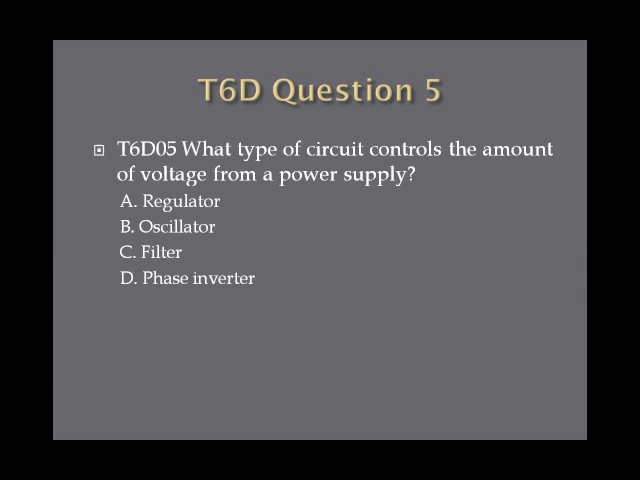 T6D Question 5
T6D05 What type of circuit controls the amount
of voltage from a power supply?
A. Regulator
B. Oscillator
C. Filter
D. Phase inverter